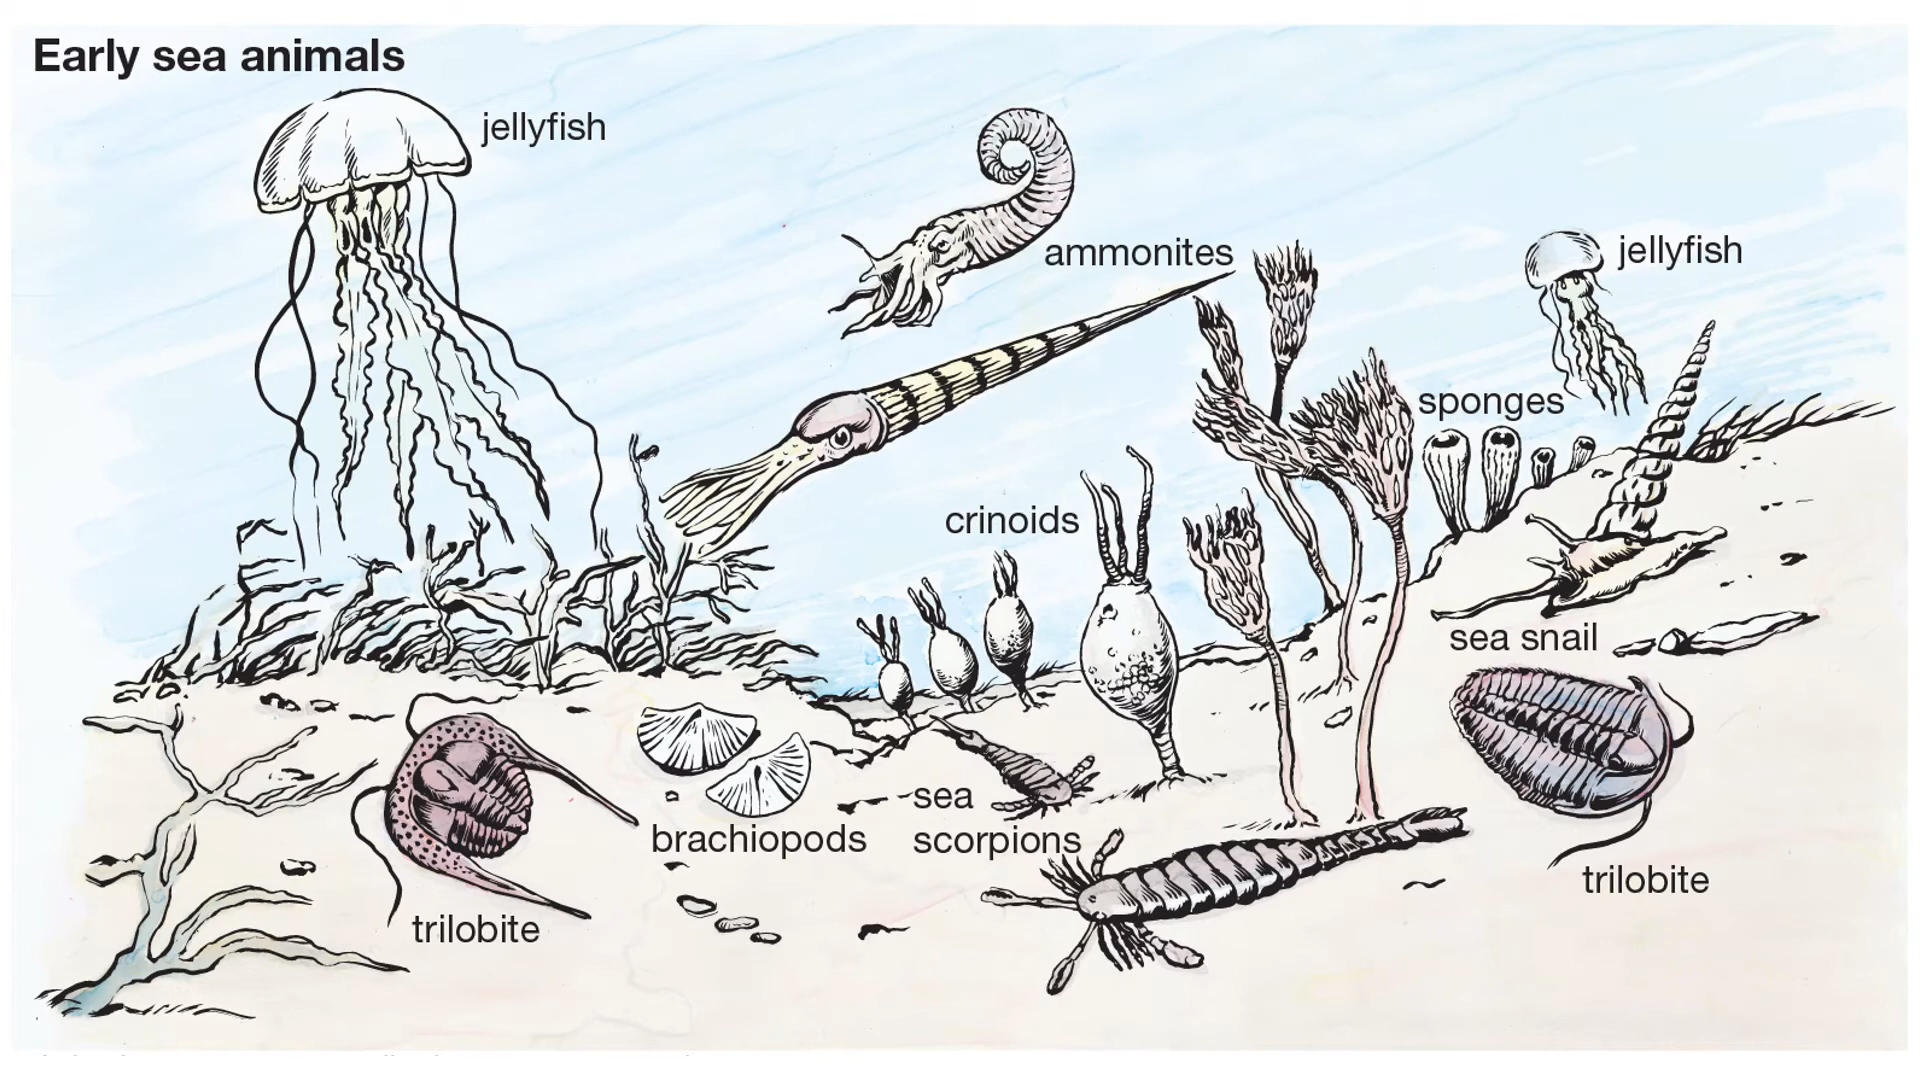 Early sea animals
jellyfish
ammonites
jellyfish
sponges
crinoids
sea snail
sea
scorpions
brachiopods
trilobite
trilobite